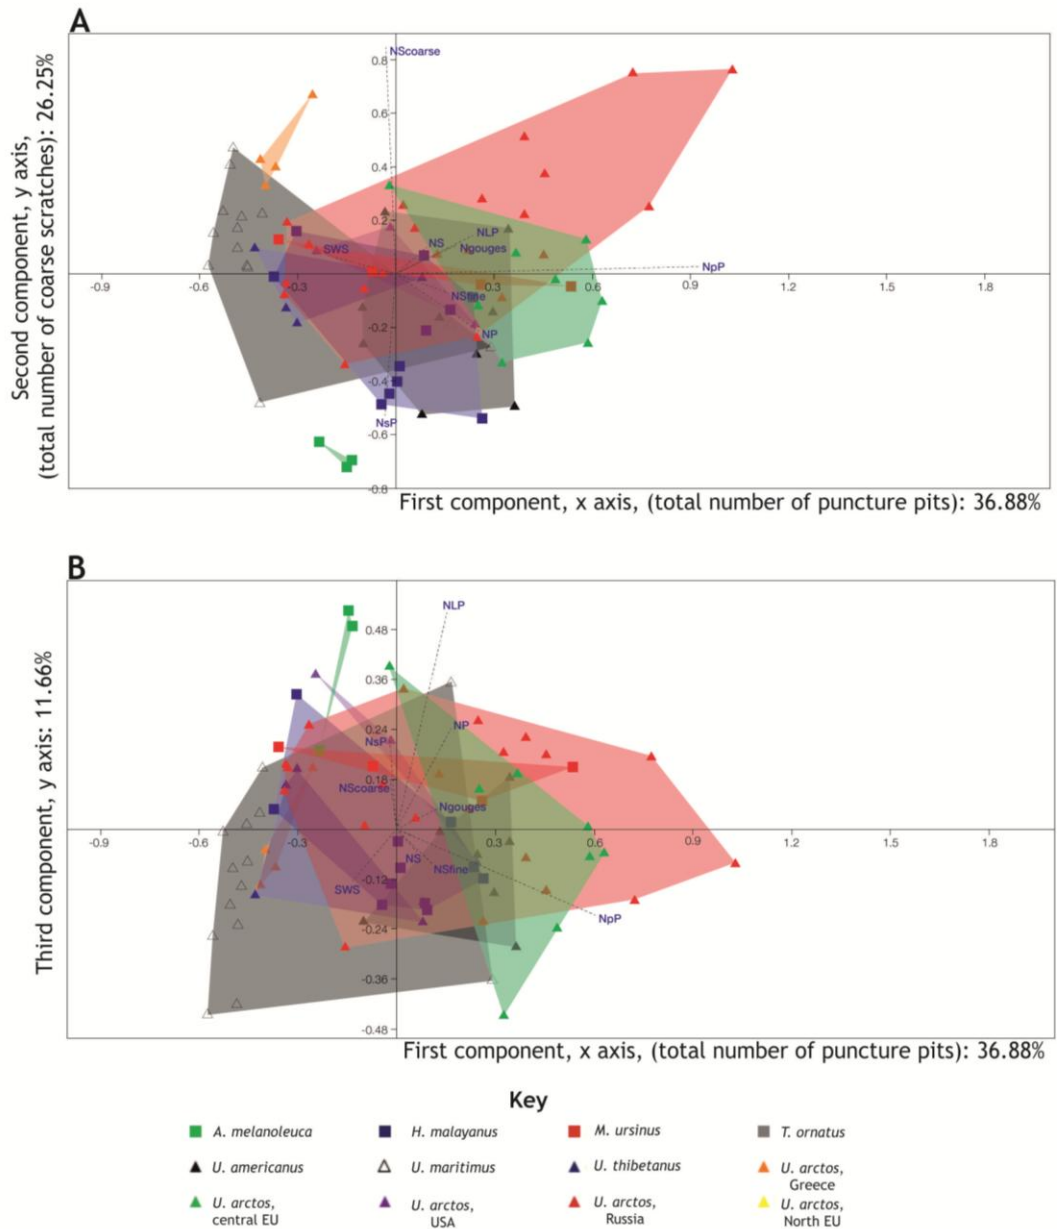 A
Second component, y axis,
(total number of coarse scratches): 26.25%
NScoarse
0.8
0.6
0.4
0.2
SWS
NS
NLP
Ngouges
NpP
-0.9
-0.6
-0.3
0.3
0.6
0.9
1.2
1.5
1.8
NSfine
-0.2
NP
-0.4
NsP
-0.6
-0.8
First component, x axis, (total number of puncture pits): 36.88%
B
Third component, y axis: 11.66%
NLP
0.48
0.36
0.24
NP
NsP
0.12
NScoarse
Ngouges
-0.9
-0.6
-0.3
0.3
0.6
0.9
1.2
1.5
1.8
NS
NSfine
-0.12
SWS
NpP
-0.24
-0.36
-0.48
First component, x axis, (total number of puncture pits): 36.88%
Key
A. melanoleuca
H. malayanus
M. ursinus
T. ornatus
U. americanus
U. maritimus
U. thibetanus
U. arctos,
Greece
U. arctos,
central EU
U. arctos,
USA
U. arctos,
Russia
U. arctos,
North EU